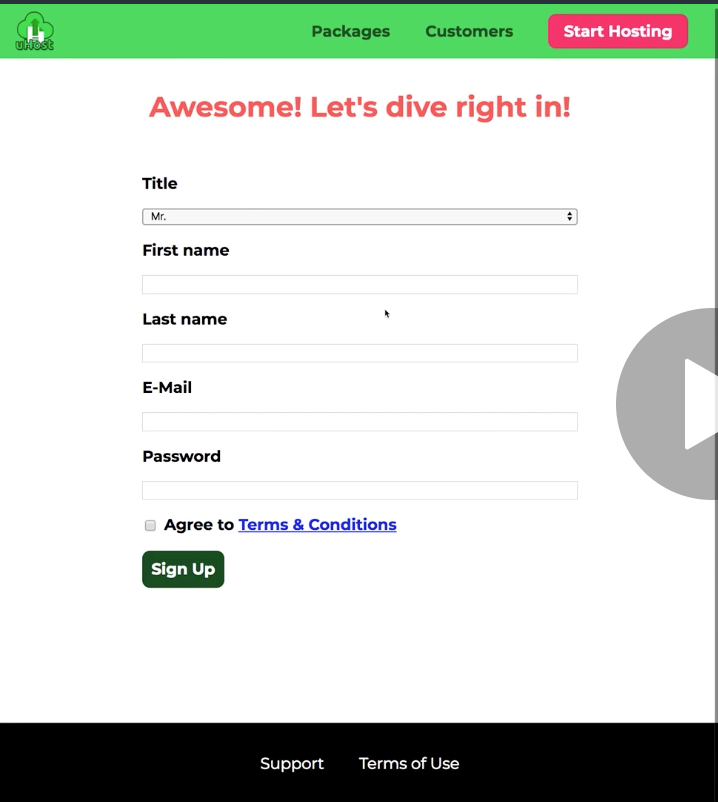 uHost
Packages Customers Start Hosting
Awesome! Let's dive right in!
Title
Mr.
First name
Last name
E-Mail
Password
Agree to Terms & Conditions
Sign Up
Support Terms of Use